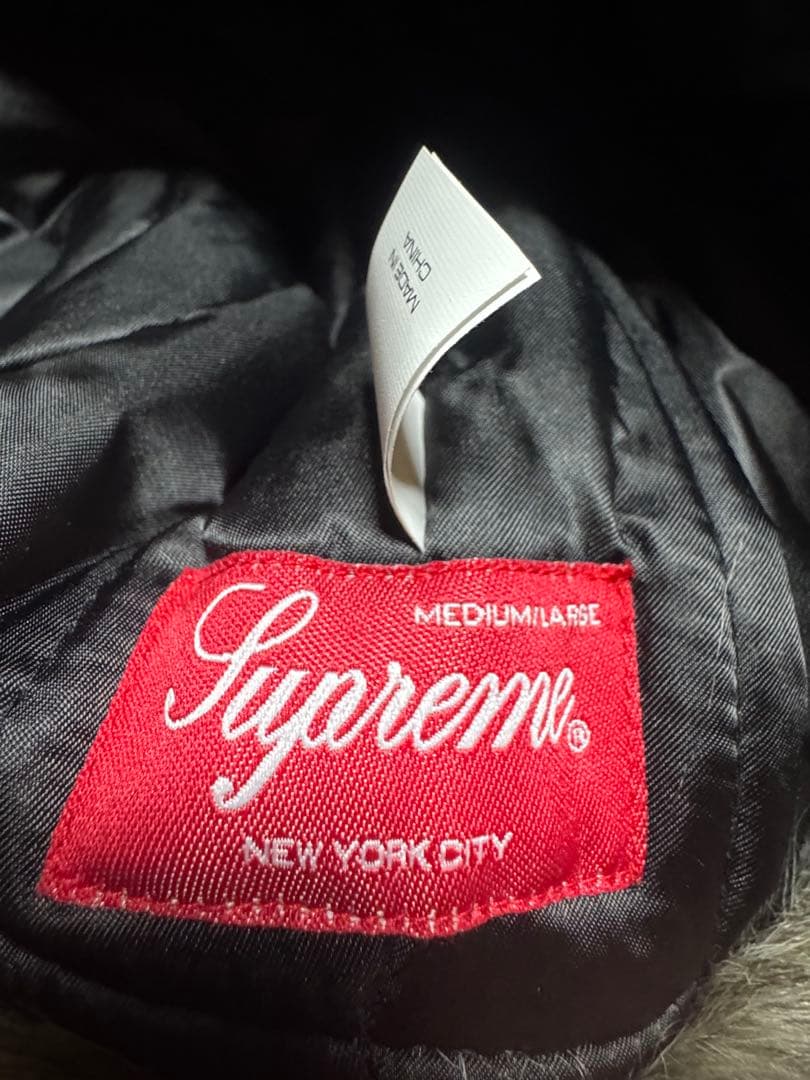 MADE IN
CHINA
MEDIUM/LARGE
Supreme®
NEW YORK CITY